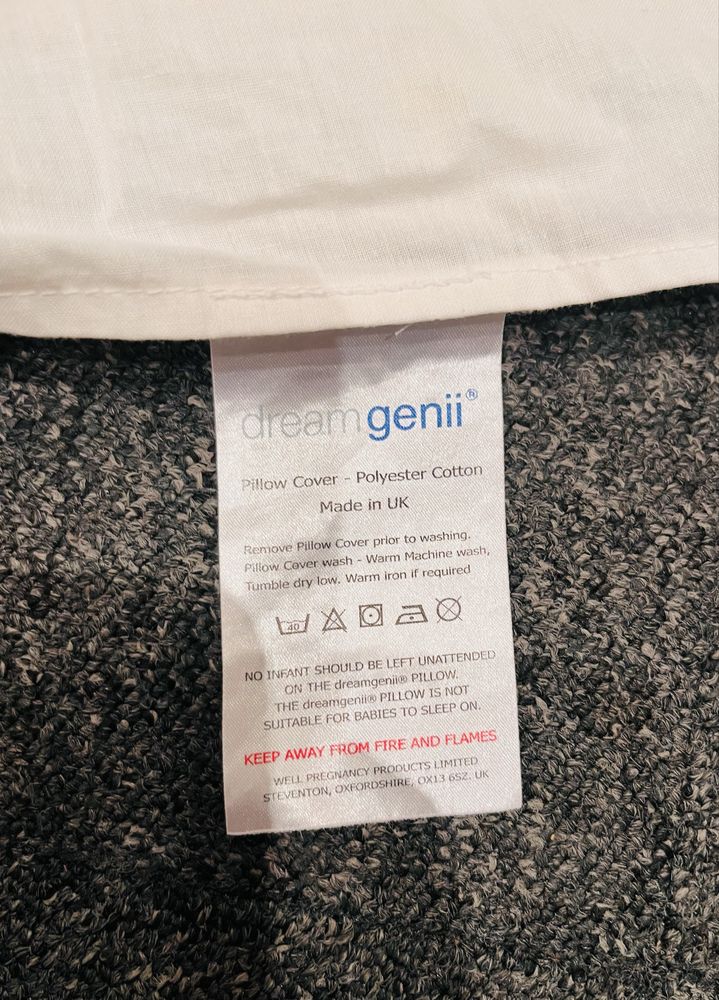 dreamgenii®
Pillow Cover - Polyester Cotton
Made in UK
Remove Pillow Cover prior to washing.
Pillow Cover wash - Warm Machine wash,
Tumble dry low. Warm iron if required
40
NO INFANT SHOULD BE LEFT UNATTENDED
ON THE dreamgenii® PILLOW.
THE dreamgenii® PILLOW IS NOT
SUITABLE FOR BABIES TO SLEEP ON.
KEEP AWAY FROM FIRE AND FLAMES
WELL PREGNANCY PRODUCTS LIMITED
STEVENTON, OXFORDSHIRE, OX13 6SZ. UK